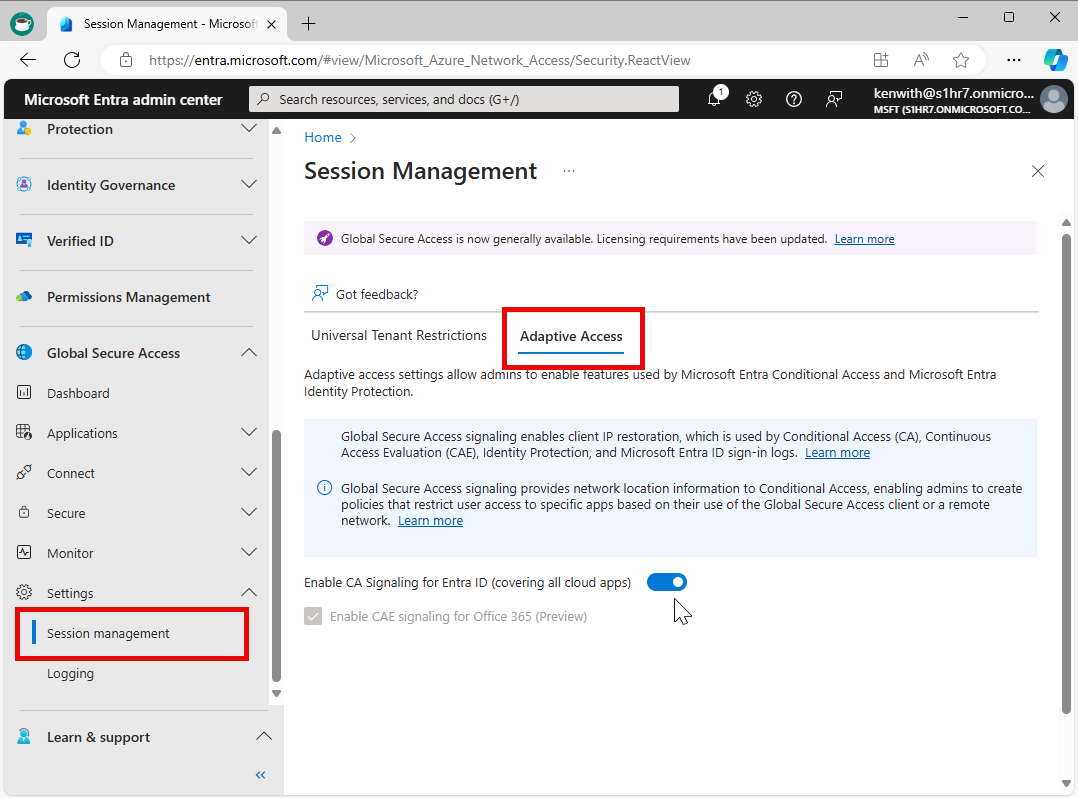 Session Management - Microsof
https://entra.microsoft.com/#view/Microsoft_Azure_Network_Access/Security.ReactView
Microsoft Entra admin center
Search resources, services, and docs (G+/)
1
kenwith@s1hr7.onmicro...
MSFT (S1HR7.ONMICROSOFT.CO...
Protection
Identity Governance
Verified ID
Permissions Management
Global Secure Access
Dashboard
Applications
Connect
Secure
Monitor
Settings
Session management
Logging
Learn & support
Home
Session Management
Global Secure Access is now generally available. Licensing requirements have been updated. Learn more
Got feedback?
Universal Tenant Restrictions
Adaptive Access
Adaptive access settings allow admins to enable features used by Microsoft Entra Conditional Access and Microsoft Entra
Identity Protection.
Global Secure Access signaling enables client IP restoration, which is used by Conditional Access (CA), Continuous
Access Evaluation (CAE), Identity Protection, and Microsoft Entra ID sign-in logs. Learn more
Global Secure Access signaling provides network location information to Conditional Access, enabling admins to create
policies that restrict user access to specific apps based on their use of the Global Secure Access client or a remote
network. Learn more
Enable CA Signaling for Entra ID (covering all cloud apps)
Enable CAE signaling for Office 365 (Preview)